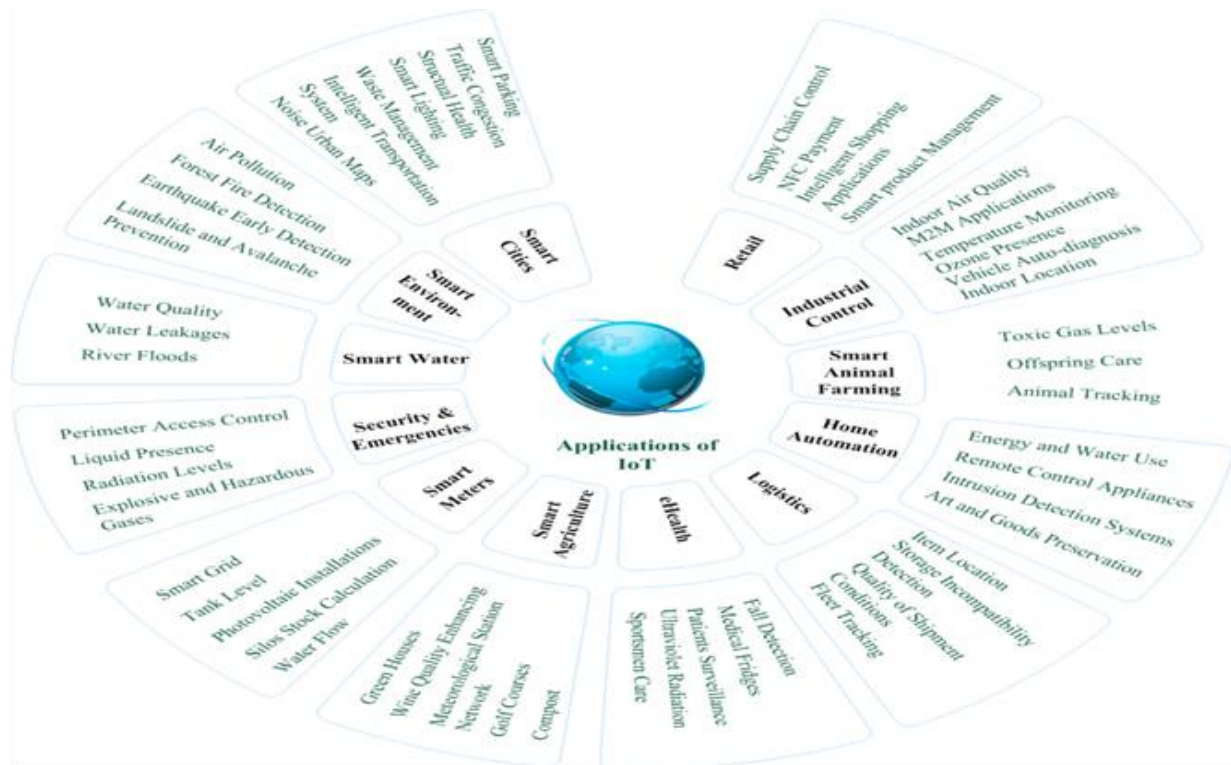 Smart Parking
Traffic Congestion
Structual Health
Smart Lighting
Waste Management
Intelligent Transportation
System
Noise Urban Maps
Smart
Cities
Air Pollution
Forest Fire Detection
Earthquake Early Detection
Landslide and Avalanche
Prevention
Smart
Environ-
ment
Water Quality
Water Leakages
River Floods
Smart Water
Perimeter Access Control
Liquid Presence
Radiation Levels
Explosive and Hazardous
Gases
Security &
Emergencies
Smart Grid
Tank Level
Photovoltaic Installations
Silos Stock Calculation
Water Flow
Smart
Meters
Green Houses
Wine Quality Enhancing
Meteorological Station
Network
Golf Courses
Compost
Smart
Agriculture
Fall Detection
Medical Fridges
Patients Surveillance
Ultraviolet Radiation
Sportsmen Care
eHealth
Item Location
Storage Incompatibility
Detection
Quality of Shipment
Conditions
Fleet Tracking
Logistics
Energy and Water Use
Remote Control Appliances
Intrusion Detection Systems
Art and Goods Preservation
Home
Automation
Toxic Gas Levels
Offspring Care
Animal Tracking
Smart
Animal
Farming
Indoor Air Quality
M2M Applications
Temperature Monitoring
Ozone Presence
Vehicle Auto-diagnosis
Indoor Location
Industrial
Control
Supply Chain Control
NFC Payment
Intelligent Shopping
Applications
Smart product Management
Retail
Applications of
IoT